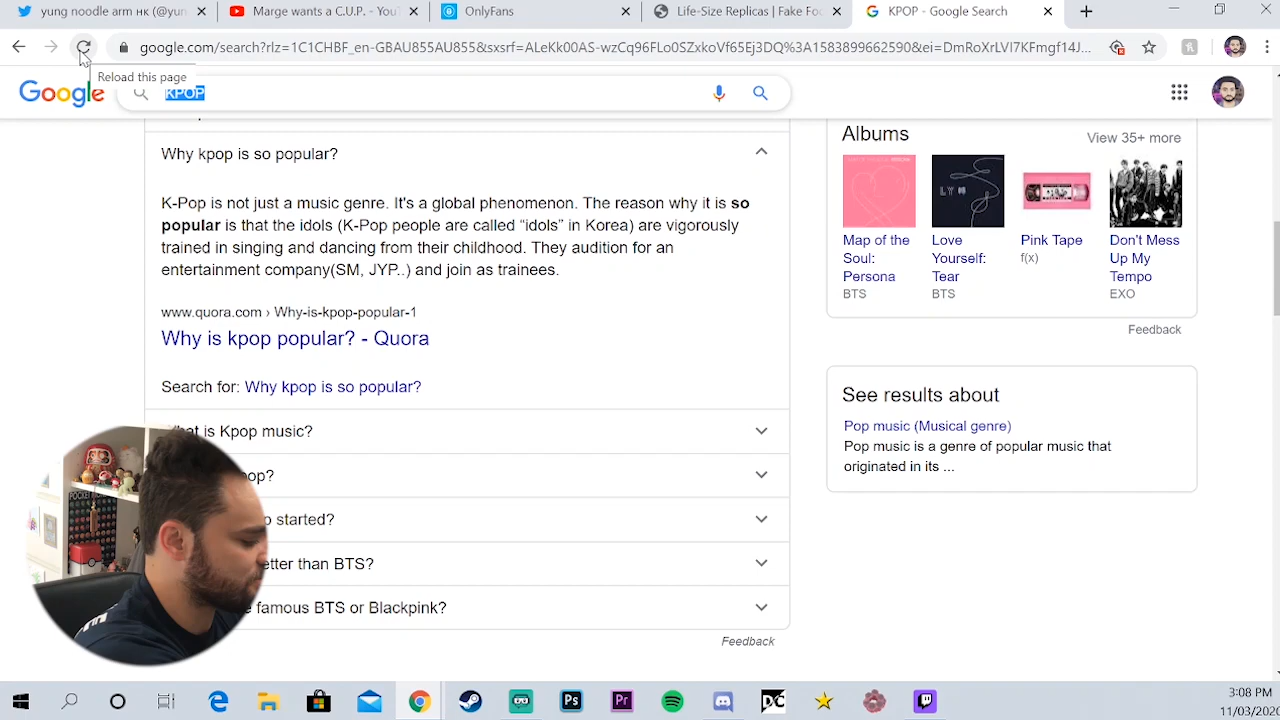 yung noodle arm нк (@yun
Marge wants a C.U.P. - You
OnlyFans
Life-Size Replicas | Fake Foo
KPOP - Google Search
google.com/search?rlz=1C1CHBF_en-GBAU855AU855&sxsrf=ALeKk00AS-wzCq96FLo0SZxkoVf65Ej3DQ%3A1583899662590&ei=DmRoXrLVI7KFmgf14J...
Reload this page
Google
KPOP
Why kpop is so popular?
K-Pop is not just a music genre. It's a global phenomenon. The reason why it is so
popular is that the idols (K-Pop people are called “idols” in Korea) are vigorously
trained in singing and dancing from their chilhood. They audition for an
entertainment company(SM, JYP..) and join as trainees.
www.quora.com › Why-is-kpop-popular-1
Why is kpop popular? - Quora
Search for: Why kpop is so popular?
What is Kpop music?
started?
better than BTS?
famous BTS or Blackpink?
Feedback
Albums
View 35+ more
Map of the
Soul:
Persona
BTS
Love
Yourself:
Tear
BTS
Pink Tape
f(x)
Don't Mess
Up My
Tempo
EXO
Feedback
See results about
Pop music (Musical genre)
Pop music is a genre of popular music that
originated in its ...
Ps
Pr
DC
3:08 PM
11/03/2020